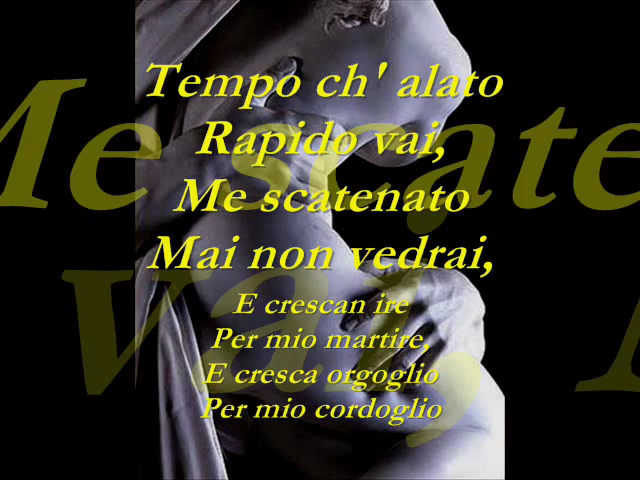 Tempo ch' alato
Rapido vai,
Me scatenato
Mai non vedrai,
E crescan ire
Per mio martire,
E cresca orgoglio
Per mio cordoglio